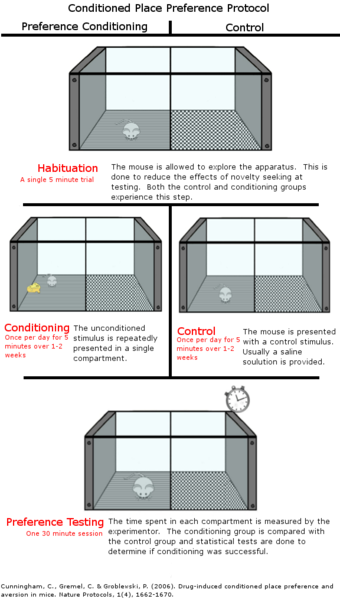 Conditioned Place Preference Protocol
Preference Conditioning
Control
Habituation
A single 5 minute trial
The mouse is allowed to explore the apparatus. This is
done to reduce the effects of novelty seeking at
testing. Both the control and conditioning groups
experience this step.
Conditioning
Once per day for 5
minutes over 1-2
weeks
The unconditioned
stimulus is repeatedly
presented in a single
compartment.
Control
Once per day for 5
minutes over 1-2
weeks
The mouse is presented
with a control stimulus.
Usually a saline
soulution is provided.
Preference Testing
One 30 minute session
The time spent in each compartment is measured by the
experimentor. The conditioning group is compared with
the control group and statistical tests are done to
determine if conditioning was successful.
Cunningham, C., Gremel, C. & Groblevski, P. (2006). Drug-induced conditioned place preference and
aversion in mice. Nature Protocols, 1(4), 1662-1670.